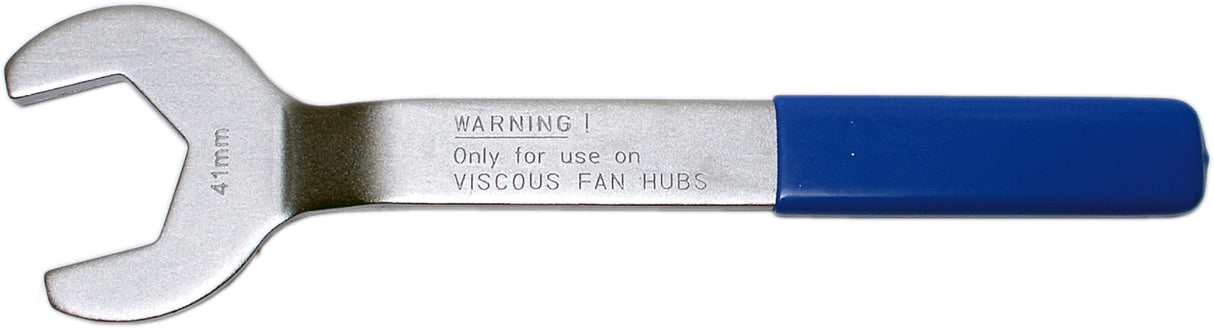 41mm
WARNING !
Only for use on
VISCOUS FAN HUBS